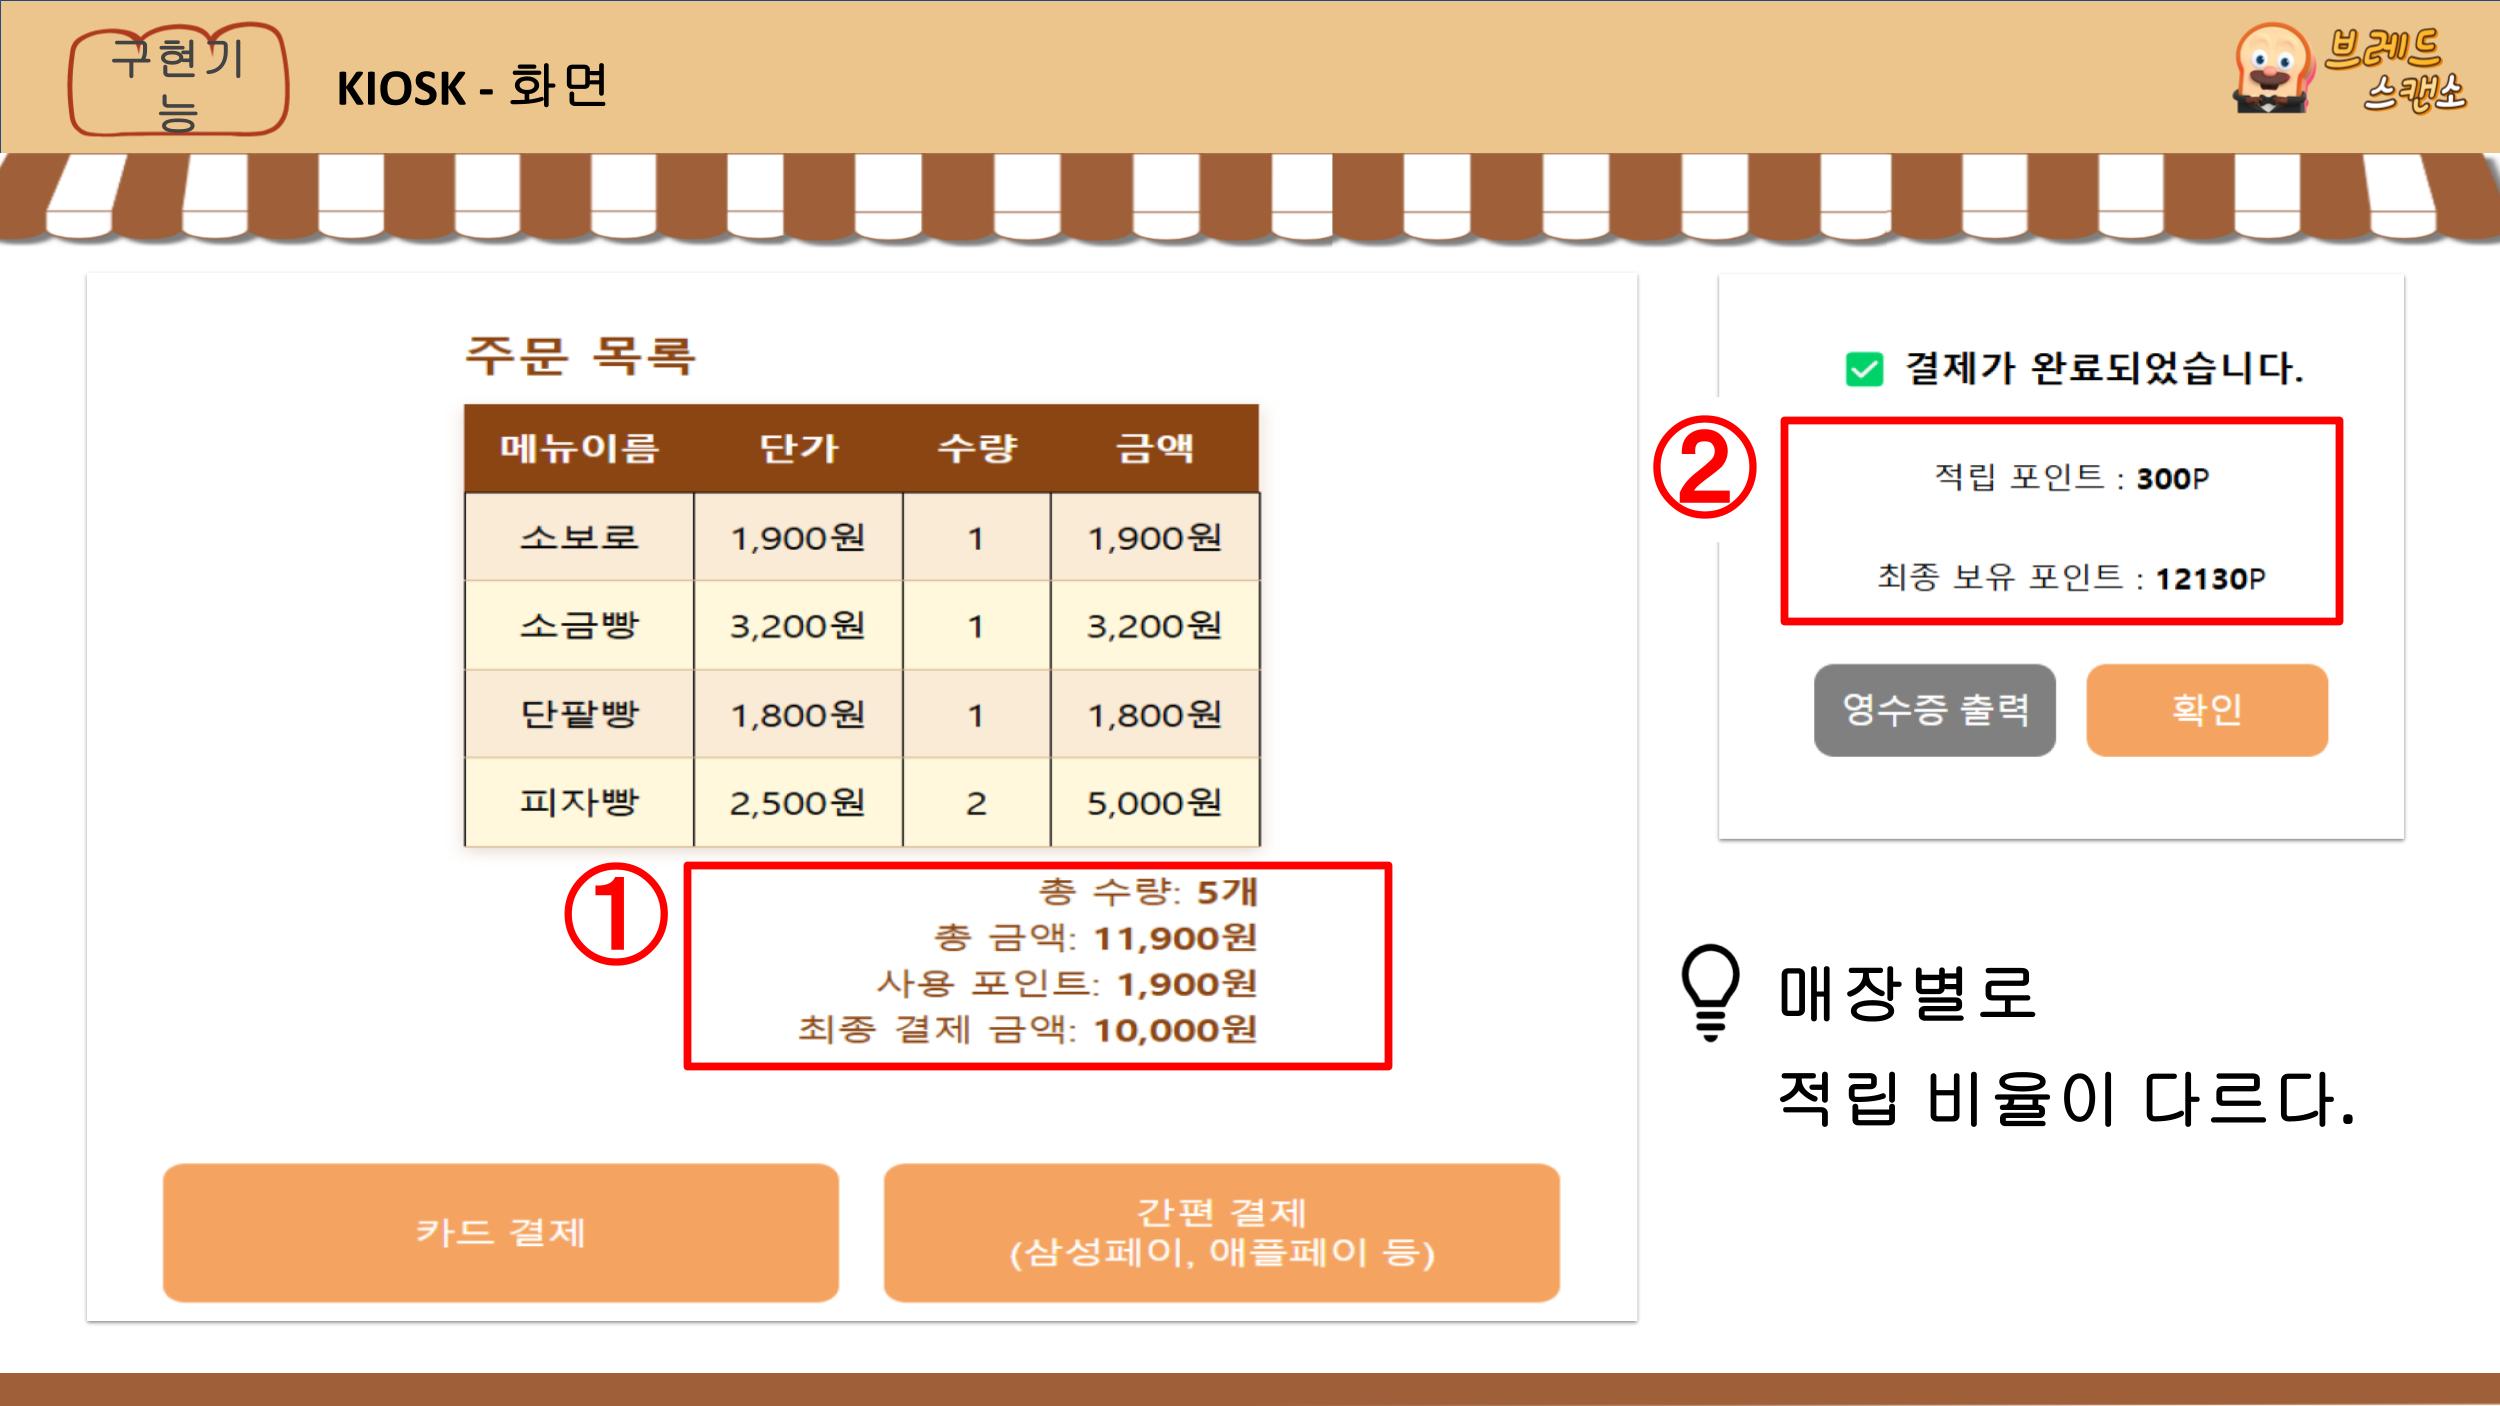 구현기
능
KIOSK - 화면
브레드
스캔소
주문 목록
메뉴이름 단가 수량 금액
소보로 1,900원 1 1,900원
소금빵 3,200원 1 3,200원
단팥빵 1,800원 1 1,800원
피자빵 2,500원 2 5,000원
①
총 수량: 5개
총 금액: 11,900원
사용 포인트: 1,900원
최종 결제 금액: 10,000원
카드 결제
간편 결제
(삼성페이, 애플페이 등)
결제가 완료되었습니다.
②
적립 포인트 : 300P
최종 보유 포인트 : 12130P
영수증 출력
확인
매장별로
적립 비율이 다르다.